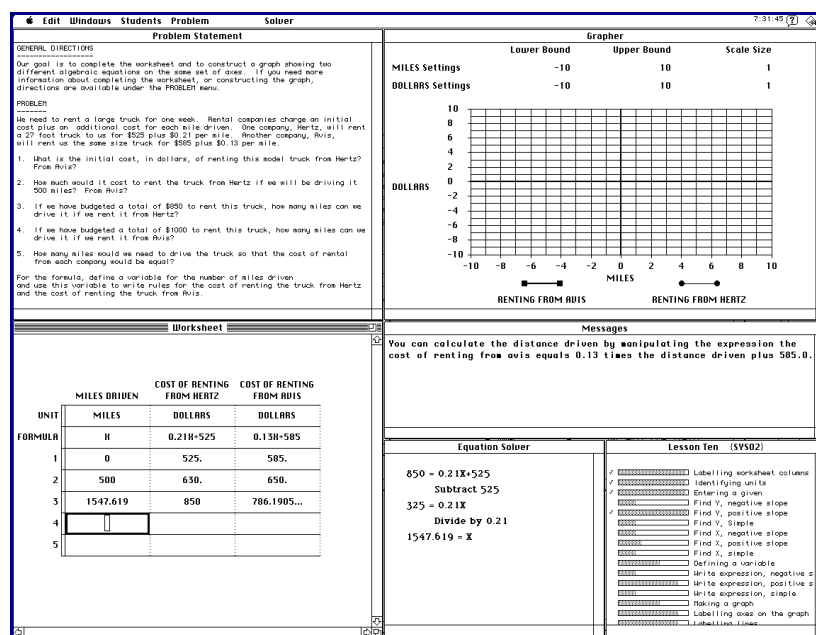 Edit Windows Students Problem Solver 7:31:45
Problem Statement
GENERAL DIRECTIONS
------------------
Our goal is to complete the worksheet and to construct a graph showing two
different algebraic equations on the same set of axes. If you need more
information about completing the worksheet, or constructing the graph,
directions are available under the PROBLEM menu.
PROBLEM
-------
We need to rent a large truck for one week. Rental companies charge an initial
cost plus an additional cost for each mile driven. One company, Hertz, will rent
a 27 foot truck to us for $525 plus $0.21 per mile. Another company, Avis,
will rent us the same size truck for $585 plus $0.13 per mile.
1. What is the initial cost, in dollars, of renting this model truck from Hertz?
From Avis?
2. How much would it cost to rent the truck from Hertz if we will be driving it
500 miles? From Avis?
3. If we have budgeted a total of $850 to rent this truck, how many miles can we
drive it if we rent it from Hertz?
4. If we have budgeted a total of $1000 to rent this truck, how many miles can we
drive it if we rent it from Avis?
5. How many miles would we need to drive the truck so that the cost of rental
from each company would be equal?
For the formula, define a variable for the number of miles driven
and use this variable to write rules for the cost of renting the truck from Hertz
and the cost of renting the truck from Avis.
Grapher
Lower Bound Upper Bound Scale Size
MILES Settings -10 10 1
DOLLARS Settings -10 10 1
10
8
6
4
2
0
DOLLARS
-2
-4
-6
-8
-10
-10 -8 -6 -4 -2 0 2 4 6 8 10
MILES
RENTING FROM AVIS RENTING FROM HERTZ
Worksheet
MILES DRIVEN COST OF RENTING FROM HERTZ COST OF RENTING FROM AVIS
UNIT MILES DOLLARS DOLLARS
FORMULA X 0.21X+525 0.13X+585
1 0 525. 585.
2 500 630. 650.
3 1547.619 850 786.1905...
4
5
Messages
You can calculate the distance driven by manipulating the expression the
cost of renting from avis equals 0.13 times the distance driven plus 585.0.
Equation Solver
850 = 0.21X+525
Subtract 525
325 = 0.21X
Divide by 0.21
1547.619 = X
Lesson Ten (SYS02)
√ Labelling worksheet columns
√ Identifying units
√ Entering a given
Find Y, negative slope
√ Find Y, positive slope
Find Y, Simple
Find X, negative slope
Find X, positive slope
Find X, simple
Defining a variable
Write expression, negative s
Write expression, positive s
Write expression, simple
Making a graph
Labelling axes on the graph
Labelling lines